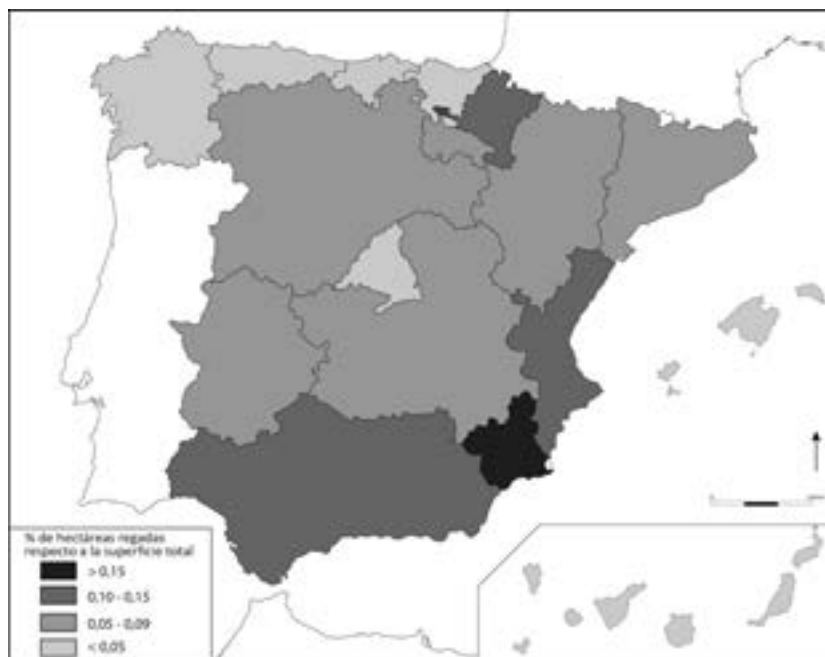 % de hectáreas regadas
respecto a la superficie total
> 0,15
0,10 - 0,15
0,05 - 0,09
< 0,05